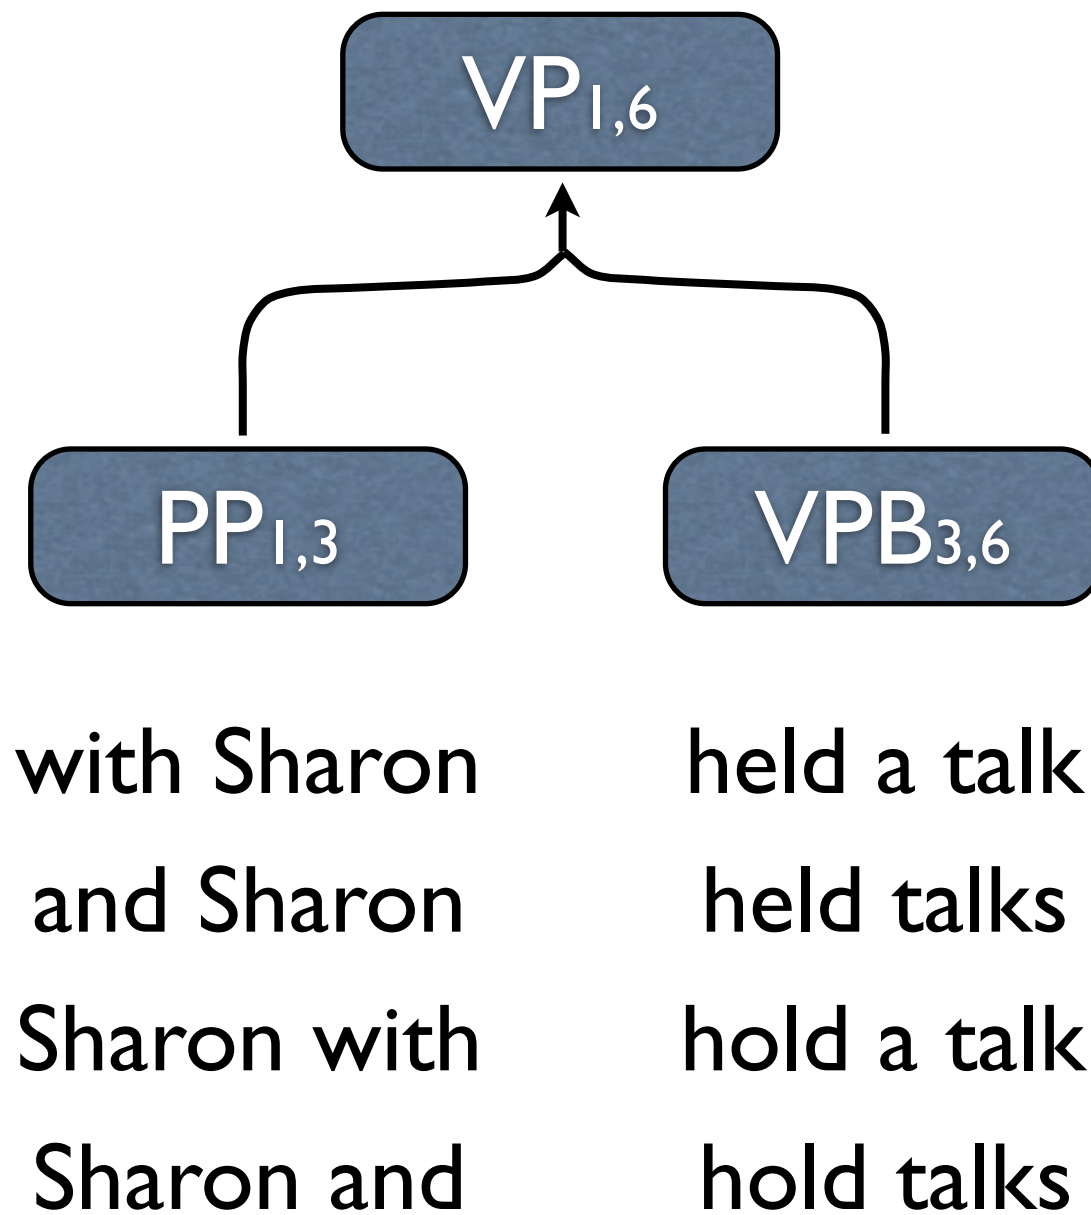 VP1,6
PP1,3 VPB3,6
with Sharon held a talk
and Sharon held talks
Sharon with hold a talk
Sharon and hold talks